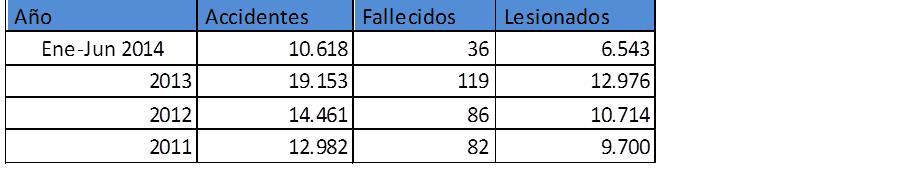 Año Accidentes Fallecidos Lesionados
Ene-Jun 2014 10.618 36 6.543
2013 19.153 119 12.976
2012 14.461 86 10.714
2011 12.982 82 9.700